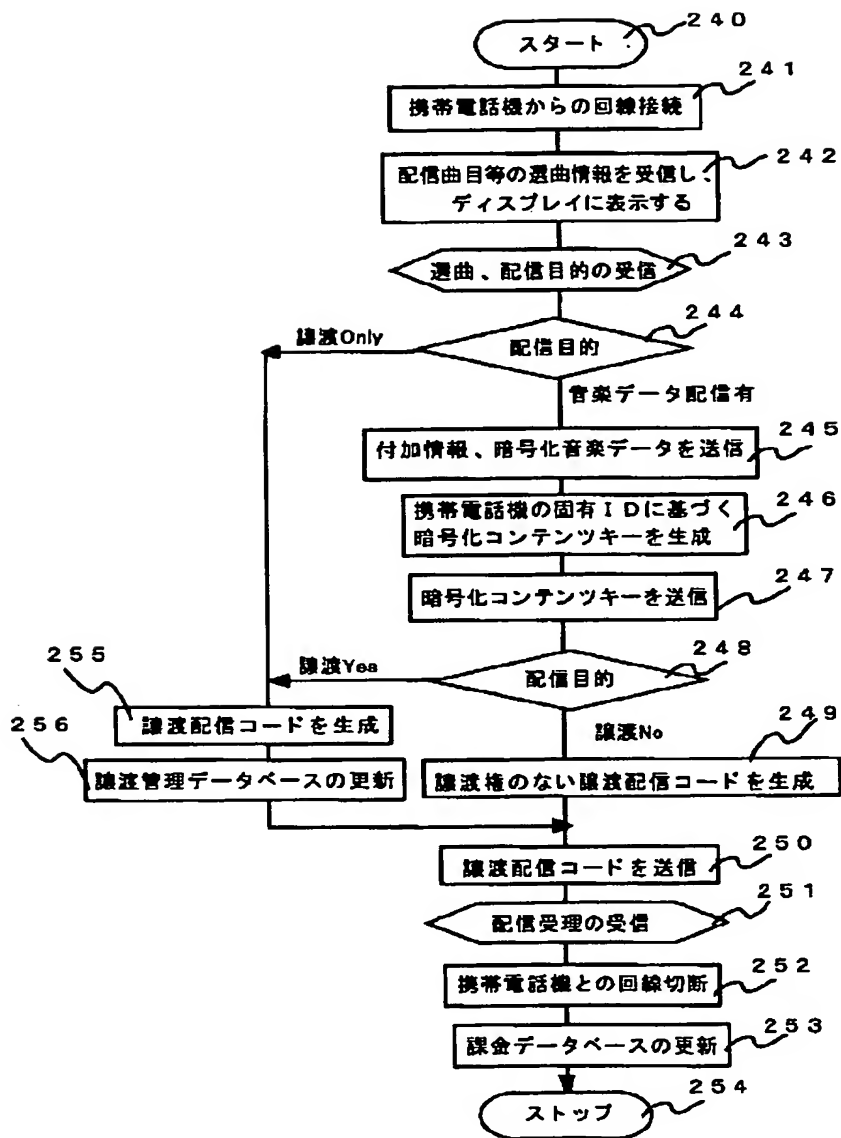 240
スタート
241
携帯電話機からの回線接続
242
配信曲目等の選曲情報を受信し、
ディスプレイに表示する
243
選曲、配信目的の受信
244
譲渡Only
配信目的
音楽データ配信有
245
付加情報、暗号化音楽データを送信
246
携帯電話機の固有IDに基づく
暗号化コンテンツキーを生成
247
暗号化コンテンツキーを送信
248
255
譲渡Yes
配信目的
256
譲渡配信コードを生成
譲渡No
249
譲渡管理データベースの更新
譲渡権のない譲渡配信コードを生成
250
譲渡配信コードを送信
251
配信受理の受信
252
携帯電話機との回線切断
253
課金データベースの更新
254
ストップ